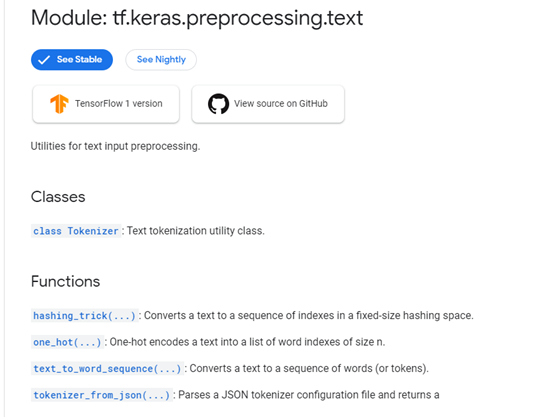 Module: tf.keras.preprocessing.text
See Stable
See Nightly
TensorFlow 1 version
View source on GitHub
Utilities for text input preprocessing.
Classes
class Tokenizer: Text tokenization utility class.
Functions
hashing_trick(...): Converts a text to a sequence of indexes in a fixed-size hashing space.
one_hot(...): One-hot encodes a text into a list of word indexes of size n.
text_to_word_sequence(...): Converts a text to a sequence of words (or tokens).
tokenizer_from_json(...): Parses a JSON tokenizer configuration file and returns a